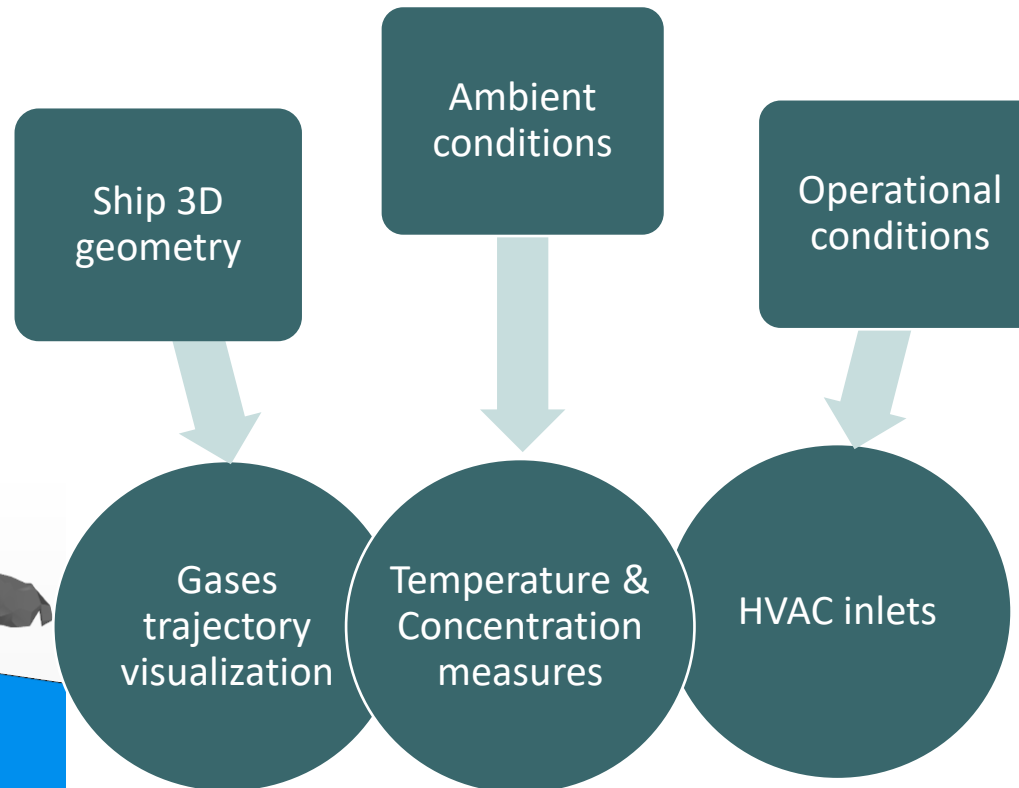 Ship 3D
geometry
Ambient
conditions
Operational
conditions
Gases
trajectory
visualization
Temperature &
Concentration
measures
HVAC inlets